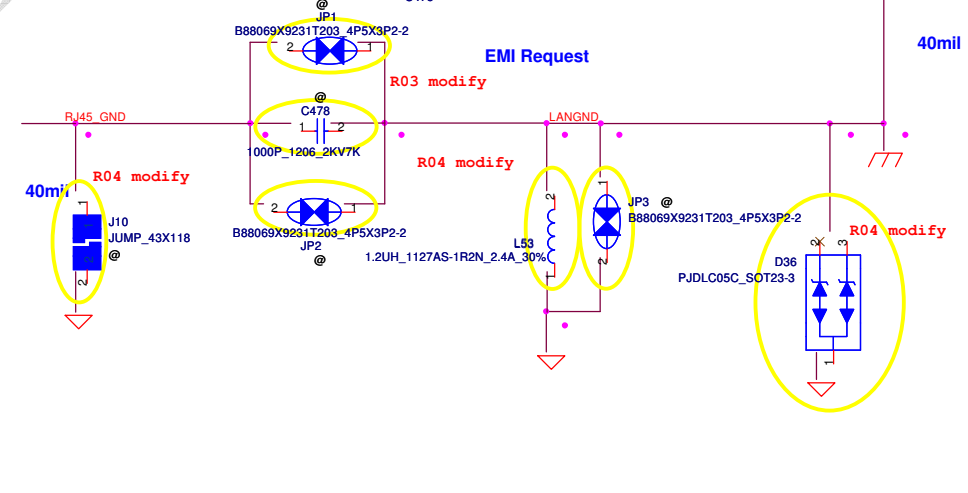 @
JP1
B88069X9231T203_4P5X3P2-2
2
1
EMI Request
40mil
R03 modify
@
C478
1
2
1000P_1206_2KV7K
RJ45_GND
LANGND
R04 modify
R04 modify
40mil
1
J10
JUMP_43X118
@
2
2
1
B88069X9231T203_4P5X3P2-2
JP2
@
2
L53
1.2UH_1127AS-1R2N_2.4A_30%
1
1
JP3 @
B88069X9231T203_4P5X3P2-2
2
R04 modify
2
3
D36
PJDLC05C_SOT23-3
1